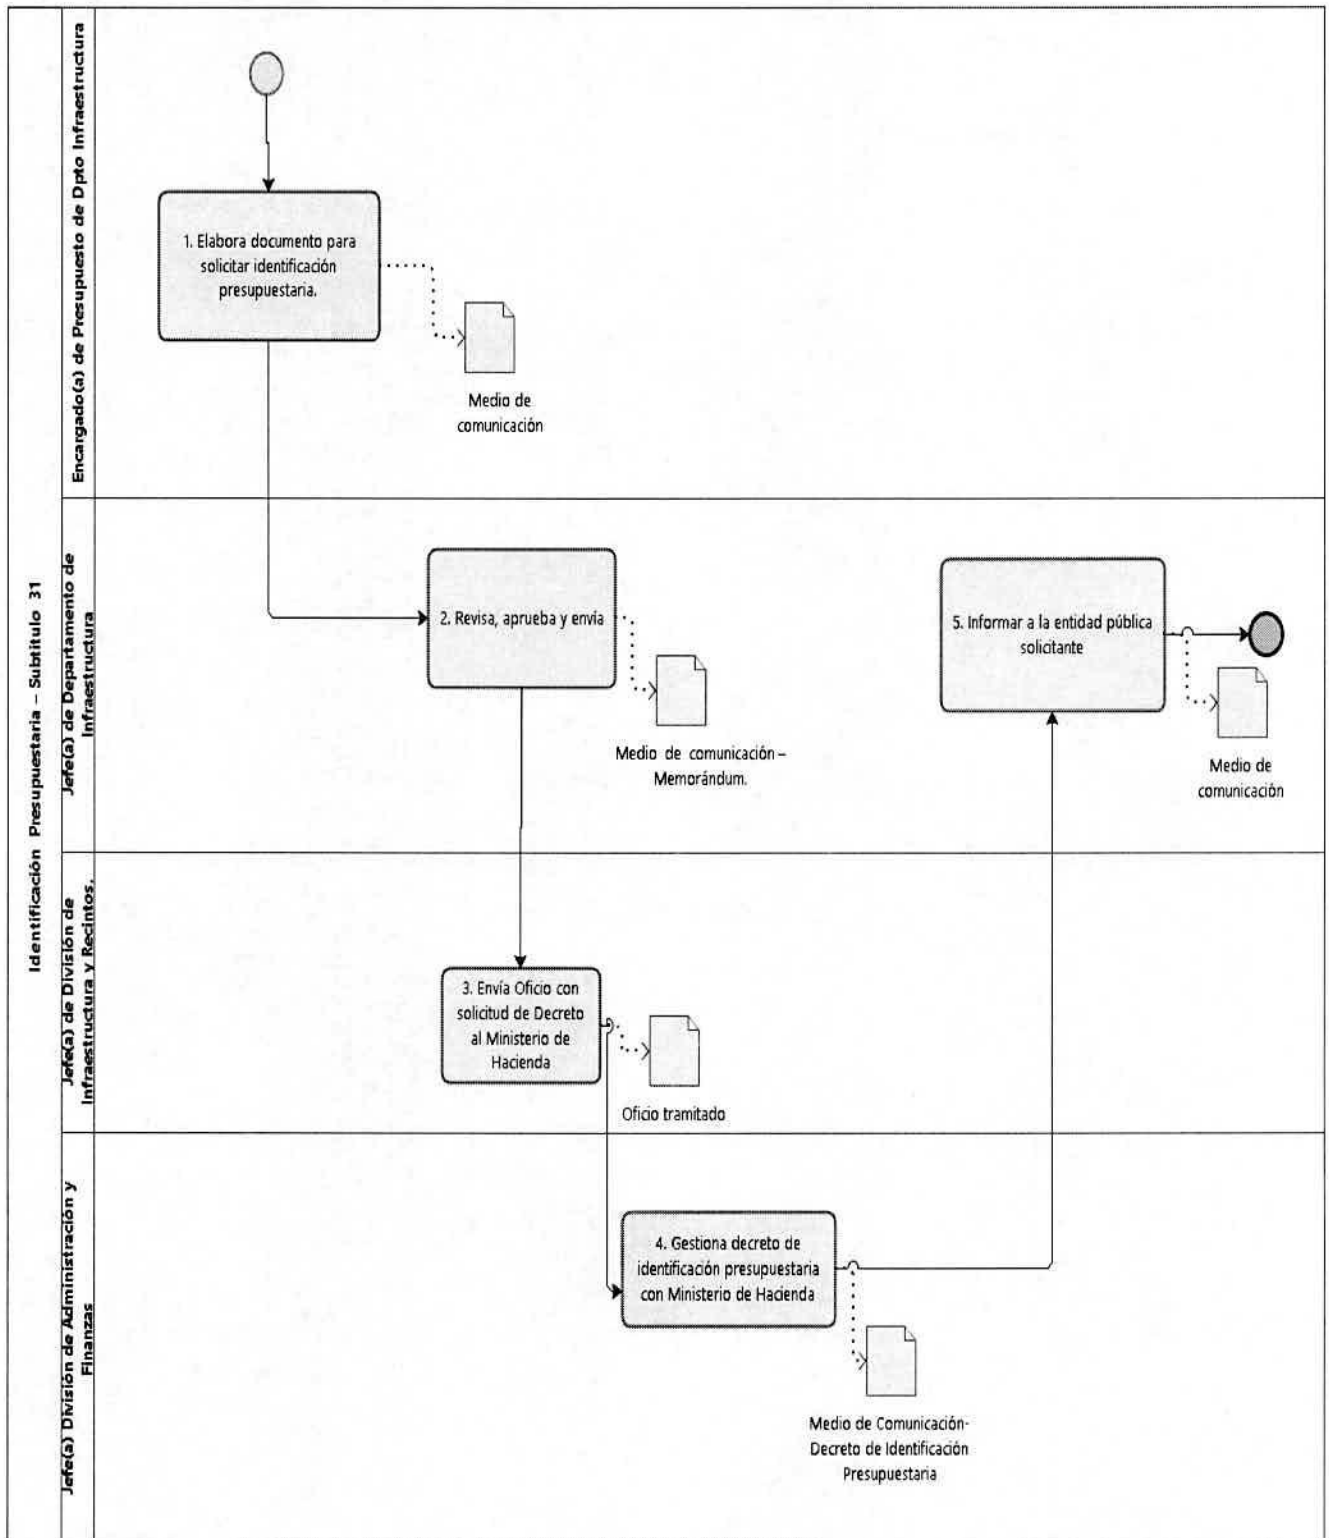 Identificación Presupuestaria – Subtitulo 31
Encargado(a) de Presupuesto de Dpto Infraestructura
1. Elabora documento para
solicitar identificación
presupuestaria.
Medio de
comunicación
Jefe(a) de Departamento de
Infraestructura
2. Revisa, aprueba y envía
Medio de comunicación –
Memorándum.
5. Informar a la entidad pública
solicitante
Medio de
comunicación
Jefe(a) de División de
Infraestructura y Recintos.
3. Envía Oficio con
solicitud de Decreto
al Ministerio de
Hacienda
Oficio tramitado
Jefe(a) División de Administración y
Finanzas
4. Gestiona decreto de
identificación presupuestaria
con Ministerio de Hacienda
Medio de Comunicación-
Decreto de Identificación
Presupuestaria